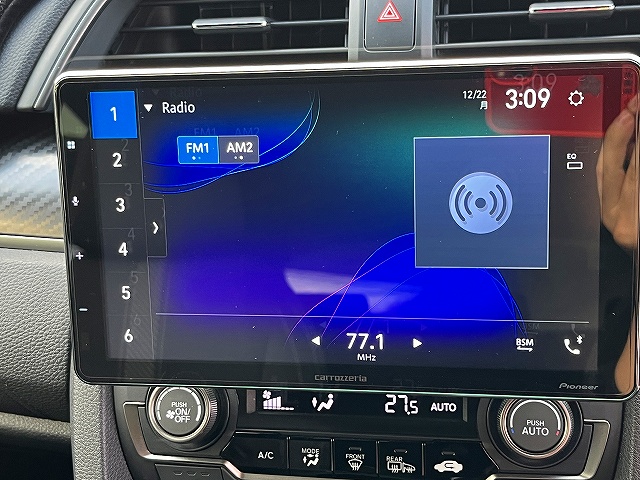 1
2
3
4
5
6
Radio
FM1 AM2
12/22
月
3:09
EQ
77.1
MHz
BSM
carrozzeria
Pioneer
PUSH
ON/
OFF
27.5 AUTO
PUSH
AUTO
A/C
MODE
FRONT
REAR